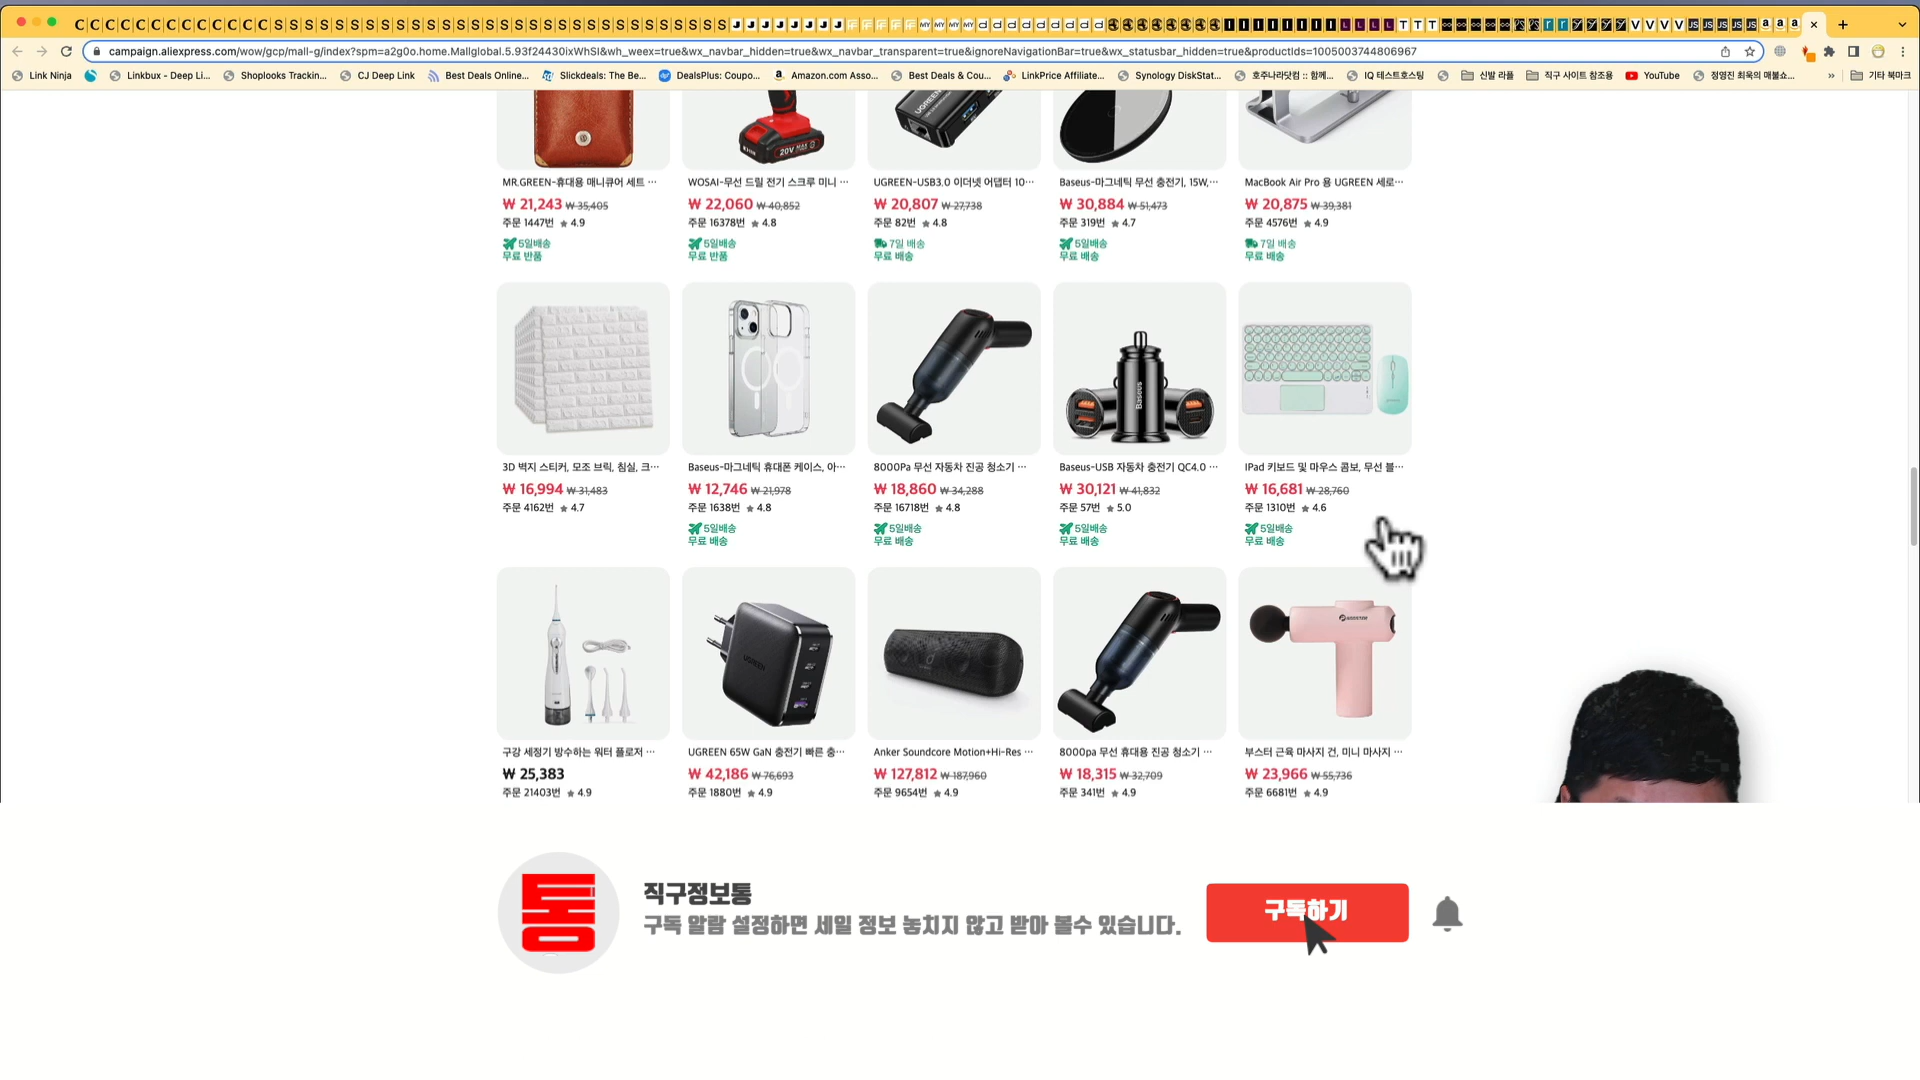 campaign.aliexpress.com/wow/gcp/mall-g/index?spm=a2g0o.home.Mallglobal.5.93f24430ixWhSI&wh_weex=true&wx_navbar_hidden=true&wx_navbar_transparent=true&ignoreNavigationBar=true&wx_statusbar_hidden=true&productIds=1005003744806967
Link Ninja Linkbux - Deep Li... Shoplooks Trackin... CJ Deep Link Best Deals Online... Slickdeals: The Be... DealsPlus: Coupo... Amazon.com Asso... Best Deals & Cou... LinkPrice Affiliate... Synology DiskStat... 호주나라닷컴 :: 함께... IQ 테스트호스팅 신발 라플 직구 사이트 참조용 YouTube 정영진 최욱의 매불쇼... » 기타 북마크
UGREEN
20V MAX
MR.GREEN-휴대용 매니큐어 세트 ...
₩ 21,243 ₩ 35,405
주문 1447번 ★ 4.9
5일배송
무료 반품
WOSAI-무선 드릴 전기 스크루 미니 ...
₩ 22,060 ₩ 40,852
주문 16378번 ★ 4.8
5일배송
무료 반품
UGREEN-USB3.0 이더넷 어댑터 10...
₩ 20,807 ₩ 27,738
주문 82번 ★ 4.8
7일 배송
무료 배송
Baseus-마그네틱 무선 충전기, 15W,...
₩ 30,884 ₩ 51,473
주문 319번 ★ 4.7
5일배송
무료 배송
MacBook Air Pro 용 UGREEN 세로...
₩ 20,875 ₩ 39,381
주문 4576번 ★ 4.9
7일 배송
무료 배송
Baseus
3D 벽지 스티커, 모조 브릭, 침실, 크...
₩ 16,994 ₩ 31,483
주문 4162번 ★ 4.7
Baseus-마그네틱 휴대폰 케이스, 아...
₩ 12,746 ₩ 21,978
주문 1638번 ★ 4.8
5일배송
무료 배송
8000Pa 무선 자동차 진공 청소기 ...
₩ 18,860 ₩ 34,288
주문 16718번 ★ 4.8
5일배송
무료 배송
Baseus-USB 자동차 충전기 QC4.0 ...
₩ 30,121 ₩ 41,832
주문 57번 ★ 5.0
5일배송
무료 배송
IPad 키보드 및 마우스 콤보, 무선 블...
₩ 16,681 ₩ 28,760
주문 1310번 ★ 4.6
5일배송
무료 배송
UGREEN
BOOSTER
구강 세정기 방수하는 워터 플로저 ...
₩ 25,383
주문 21403번 ★ 4.9
UGREEN 65W GaN 충전기 빠른 충...
₩ 42,186 ₩ 76,693
주문 1880번 ★ 4.9
Anker Soundcore Motion+Hi-Res ...
₩ 127,812 ₩ 187,960
주문 9654번 ★ 4.9
8000pa 무선 휴대용 진공 청소기 ...
₩ 18,315 ₩ 32,709
주문 341번 ★ 4.9
부스터 근육 마사지 건, 미니 마사지 ...
₩ 23,966 ₩ 55,736
주문 6681번 ★ 4.9
통
직구정보통
구독 알람 설정하면 세일 정보 놓치지 않고 받아 볼수 있습니다.
구독하기